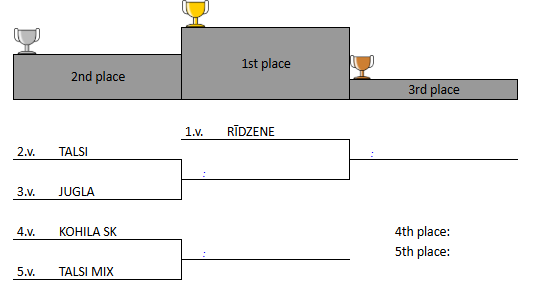 1st place
2nd place
3rd place
1.v. RĪDZENE
2.v. TALSI
:
:
3.v. JUGLA
4.v. KOHILA SK
4th place:
:
5th place:
5.v. TALSI MIX